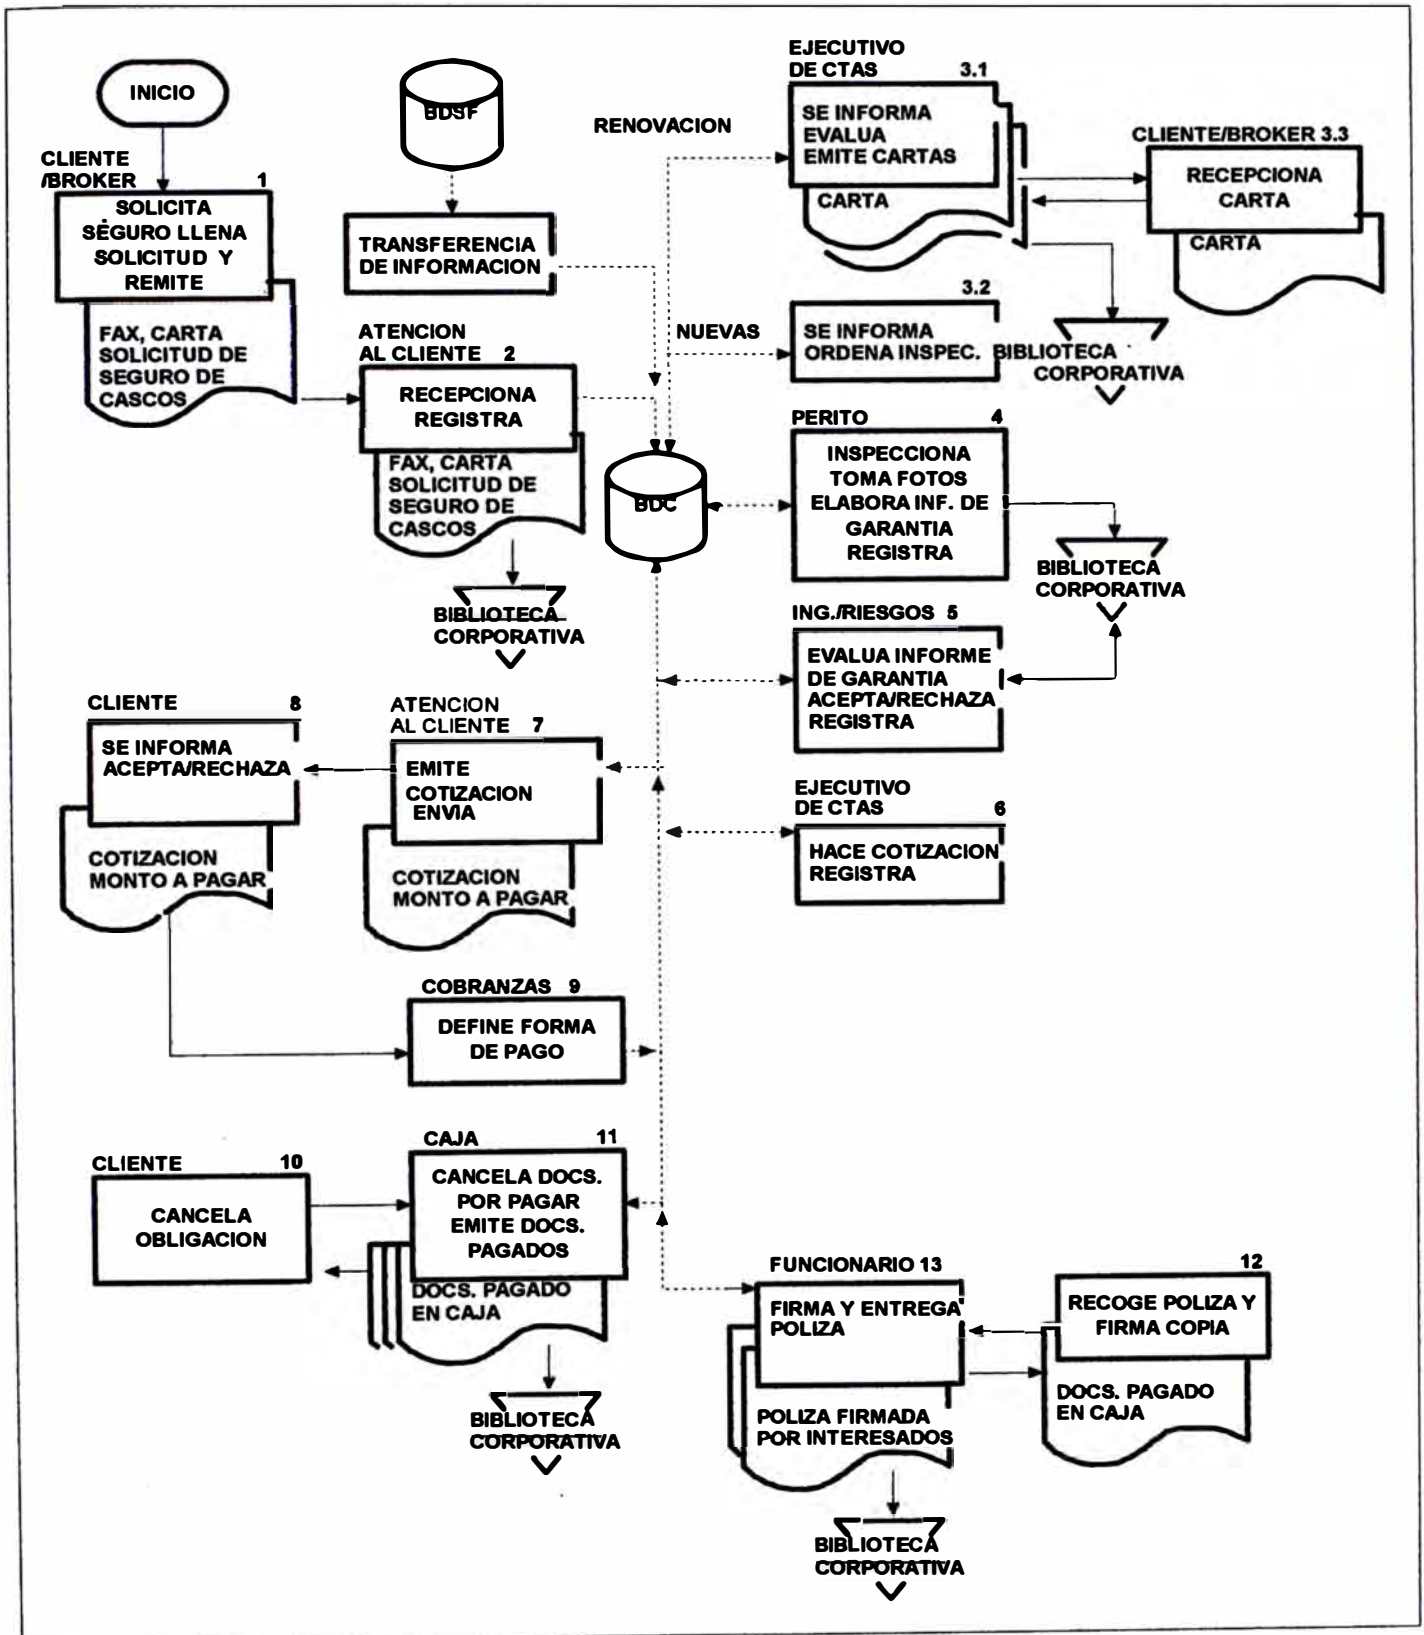 INICIO
CLIENTE
/BROKER 1
SOLICITA
SEGURO LLENA
SOLICITUD Y
REMITE
FAX, CARTA
SOLICITUD DE
SEGURO DE
CASCOS
BDSF
TRANSFERENCIA
DE INFORMACION
ATENCION
AL CLIENTE 2
RECEPCIONA
REGISTRA
FAX, CARTA
SOLICITUD DE
SEGURO DE
CASCOS
BIBLIOTECA
CORPORATIVA
RENOVACION
NUEVAS
BDC
EJECUTIVO
DE CTAS 3.1
SE INFORMA
EVALUA
EMITE CARTAS
CARTA
CLIENTE/BROKER 3.3
RECEPCIONA
CARTA
CARTA
3.2
SE INFORMA
ORDENA INSPEC.
BIBLIOTECA
CORPORATIVA
PERITO 4
INSPECCIONA
TOMA FOTOS
ELABORA INF. DE
GARANTIA
REGISTRA
BIBLIOTECA
CORPORATIVA
ING./RIESGOS 5
EVALUA INFORME
DE GARANTIA
ACEPTA/RECHAZA
REGISTRA
EJECUTIVO
DE CTAS 6
HACE COTIZACION
REGISTRA
CLIENTE 8
SE INFORMA
ACEPTA/RECHAZA
COTIZACION
MONTO A PAGAR
ATENCION
AL CLIENTE 7
EMITE
COTIZACION
ENVIA
COTIZACION
MONTO A PAGAR
COBRANZAS 9
DEFINE FORMA
DE PAGO
CLIENTE 10
CANCELA
OBLIGACION
CAJA 11
CANCELA DOCS.
POR PAGAR
EMITE DOCS.
PAGADOS
DOCS. PAGADO
EN CAJA
BIBLIOTECA
CORPORATIVA
FUNCIONARIO 13
FIRMA Y ENTREGA
POLIZA
POLIZA FIRMADA
POR INTERESADOS
12
RECOGE POLIZA Y
FIRMA COPIA
DOCS. PAGADO
EN CAJA
BIBLIOTECA
CORPORATIVA